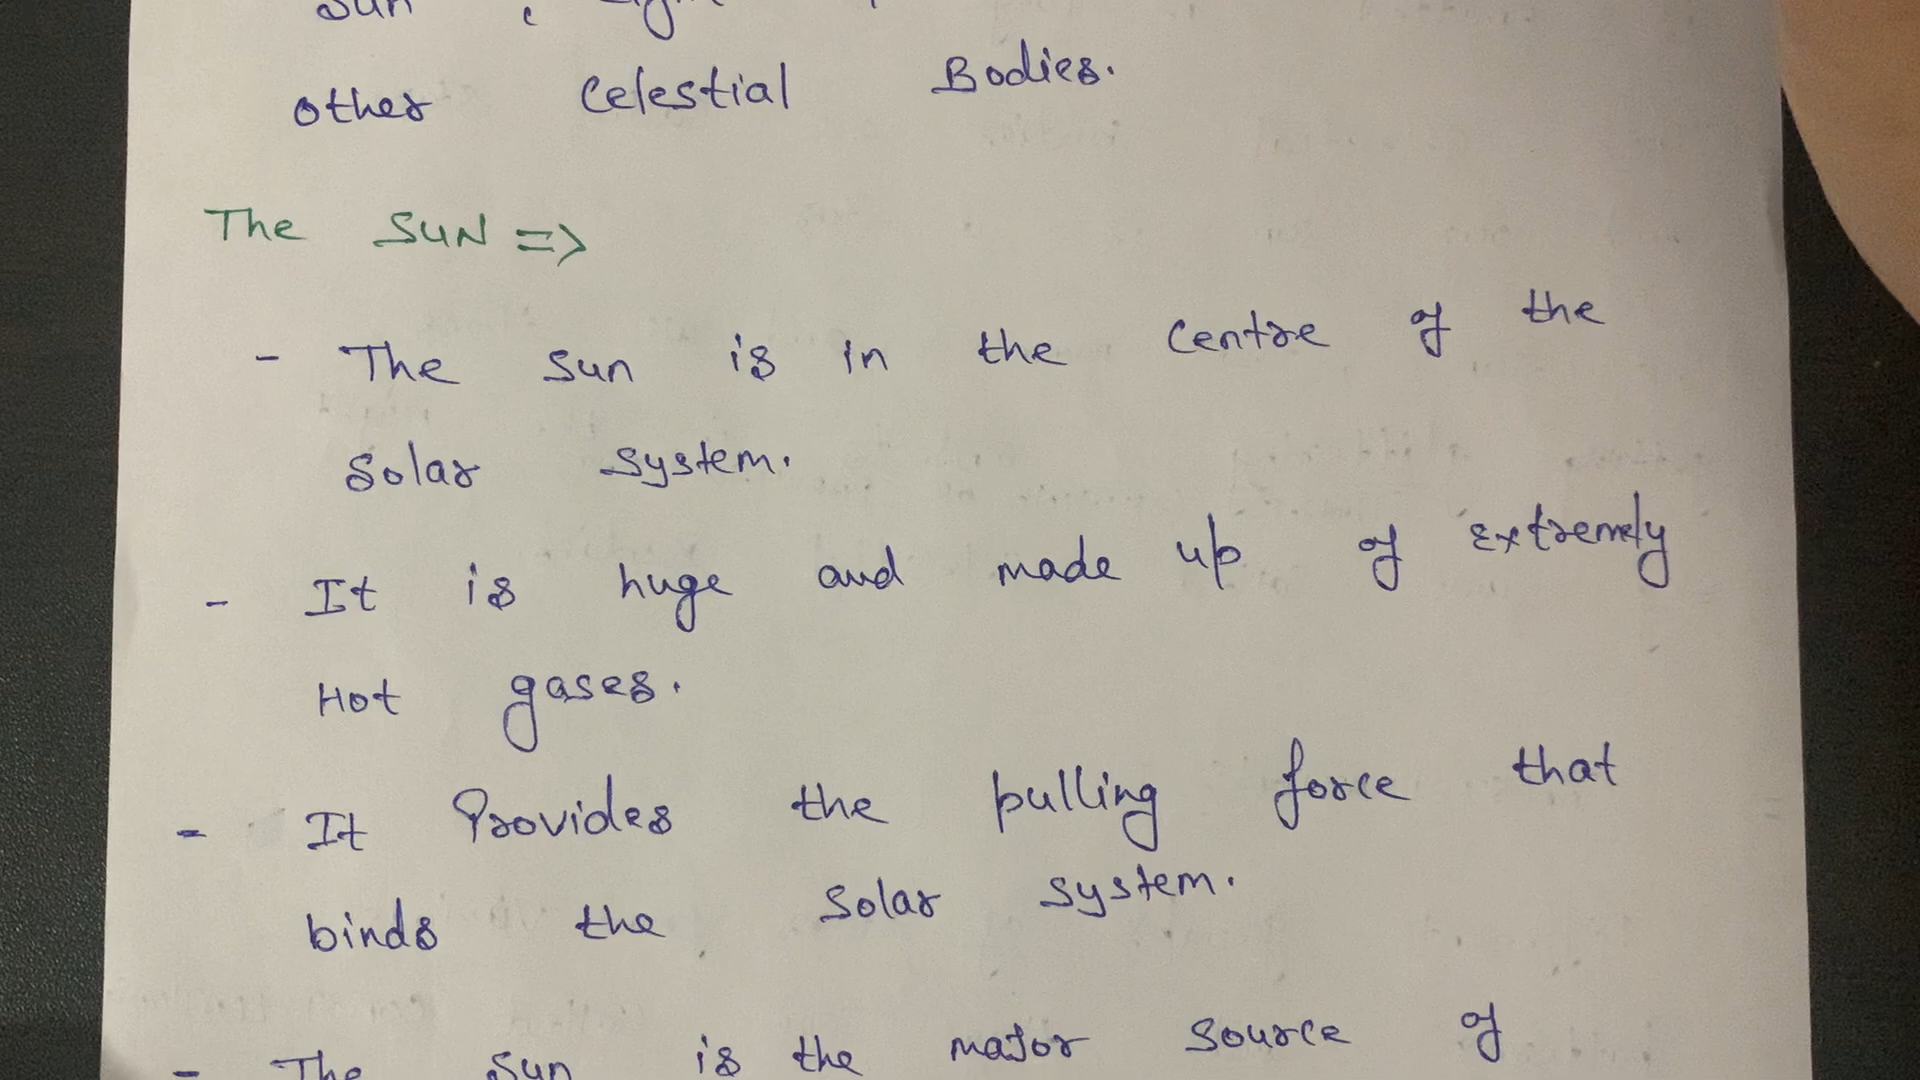 Sun
other Celestial Bodies.
The SUN =>
- The sun is in the centre of the
Solar system.
- It is huge and made up of Extremely
Hot gases.
- It Provides the pulling force that
binds the Solar system.
- The sun is the major source of